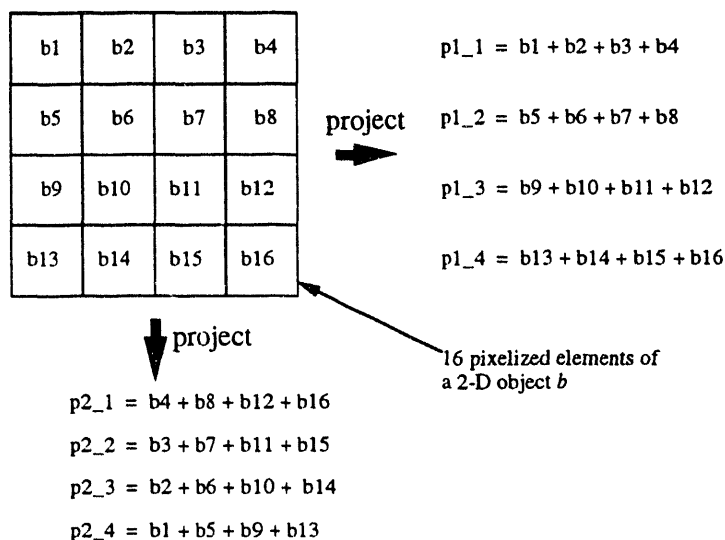 b1 b2 b3 b4
b5 b6 b7 b8
b9 b10 b11 b12
b13 b14 b15 b16
project
p1_1 = b1 + b2 + b3 + b4
p1_2 = b5 + b6 + b7 + b8
p1_3 = b9 + b10 + b11 + b12
p1_4 = b13 + b14 + b15 + b16
project
16 pixelized elements of
a 2-D object b
p2_1 = b4 + b8 + b12 + b16
p2_2 = b3 + b7 + b11 + b15
p2_3 = b2 + b6 + b10 + b14
p2_4 = b1 + b5 + b9 + b13